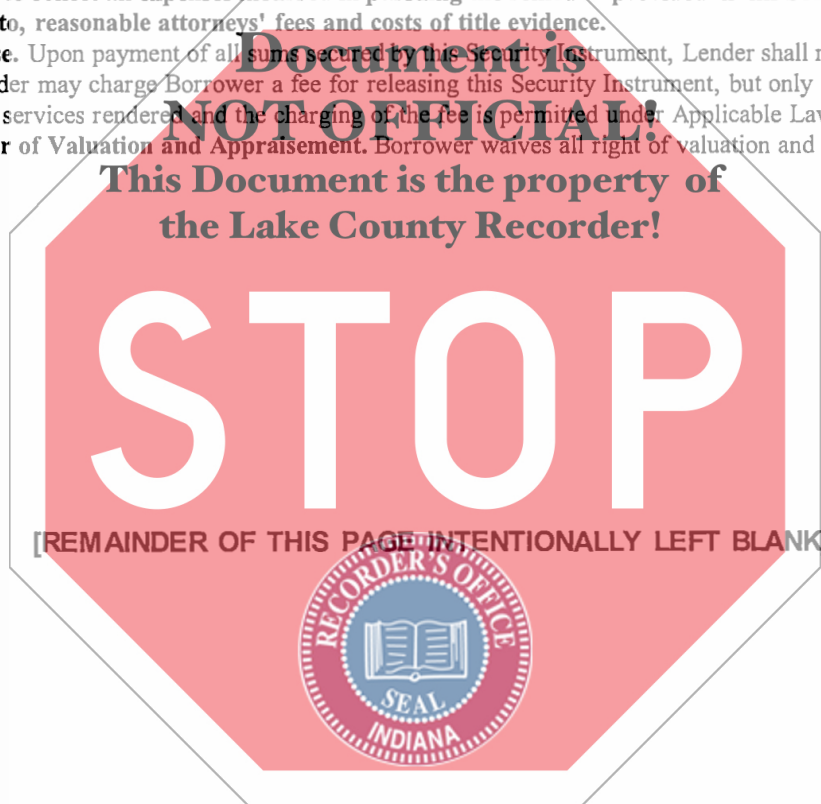 to, reasonable attorneys' fees and costs of title evidence.
e. Upon payment of all sums secured by this Security Instrument, Lender shall r
der may charge Borrower a fee for releasing this Security Instrument, but only
services rendered and the charging of the fee is permitted under Applicable Lav
r of Valuation and Appraisement. Borrower waives all right of valuation and
Document is
NOT OFFICIAL!
This Document is the property of
the Lake County Recorder!
STOP
[REMAINDER OF THIS PAGE INTENTIONALLY LEFT BLANK
RECORDER'S OFFICE
SEAL
INDIANA